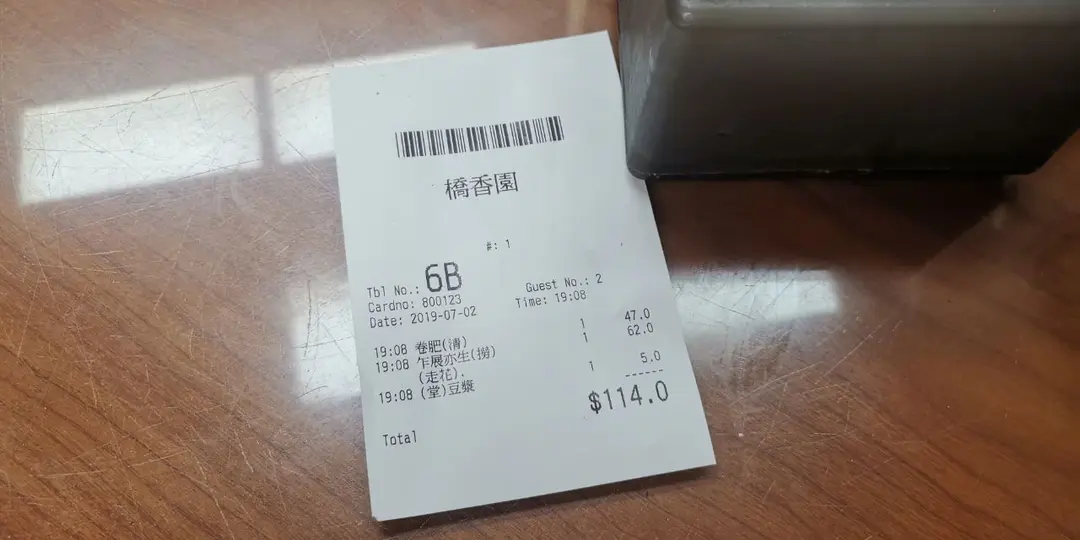 橋香園
#: 1
Tbl No.: 6B Guest No.: 2
Cardno: 800123 Time: 19:08
Date: 2019-07-02
19:08 卷肥(清) 1 47.0
19:08 乍展亦生(撈) 1 62.0
(走花).
19:08 (堂)豆漿 1 5.0
------
Total $114.0